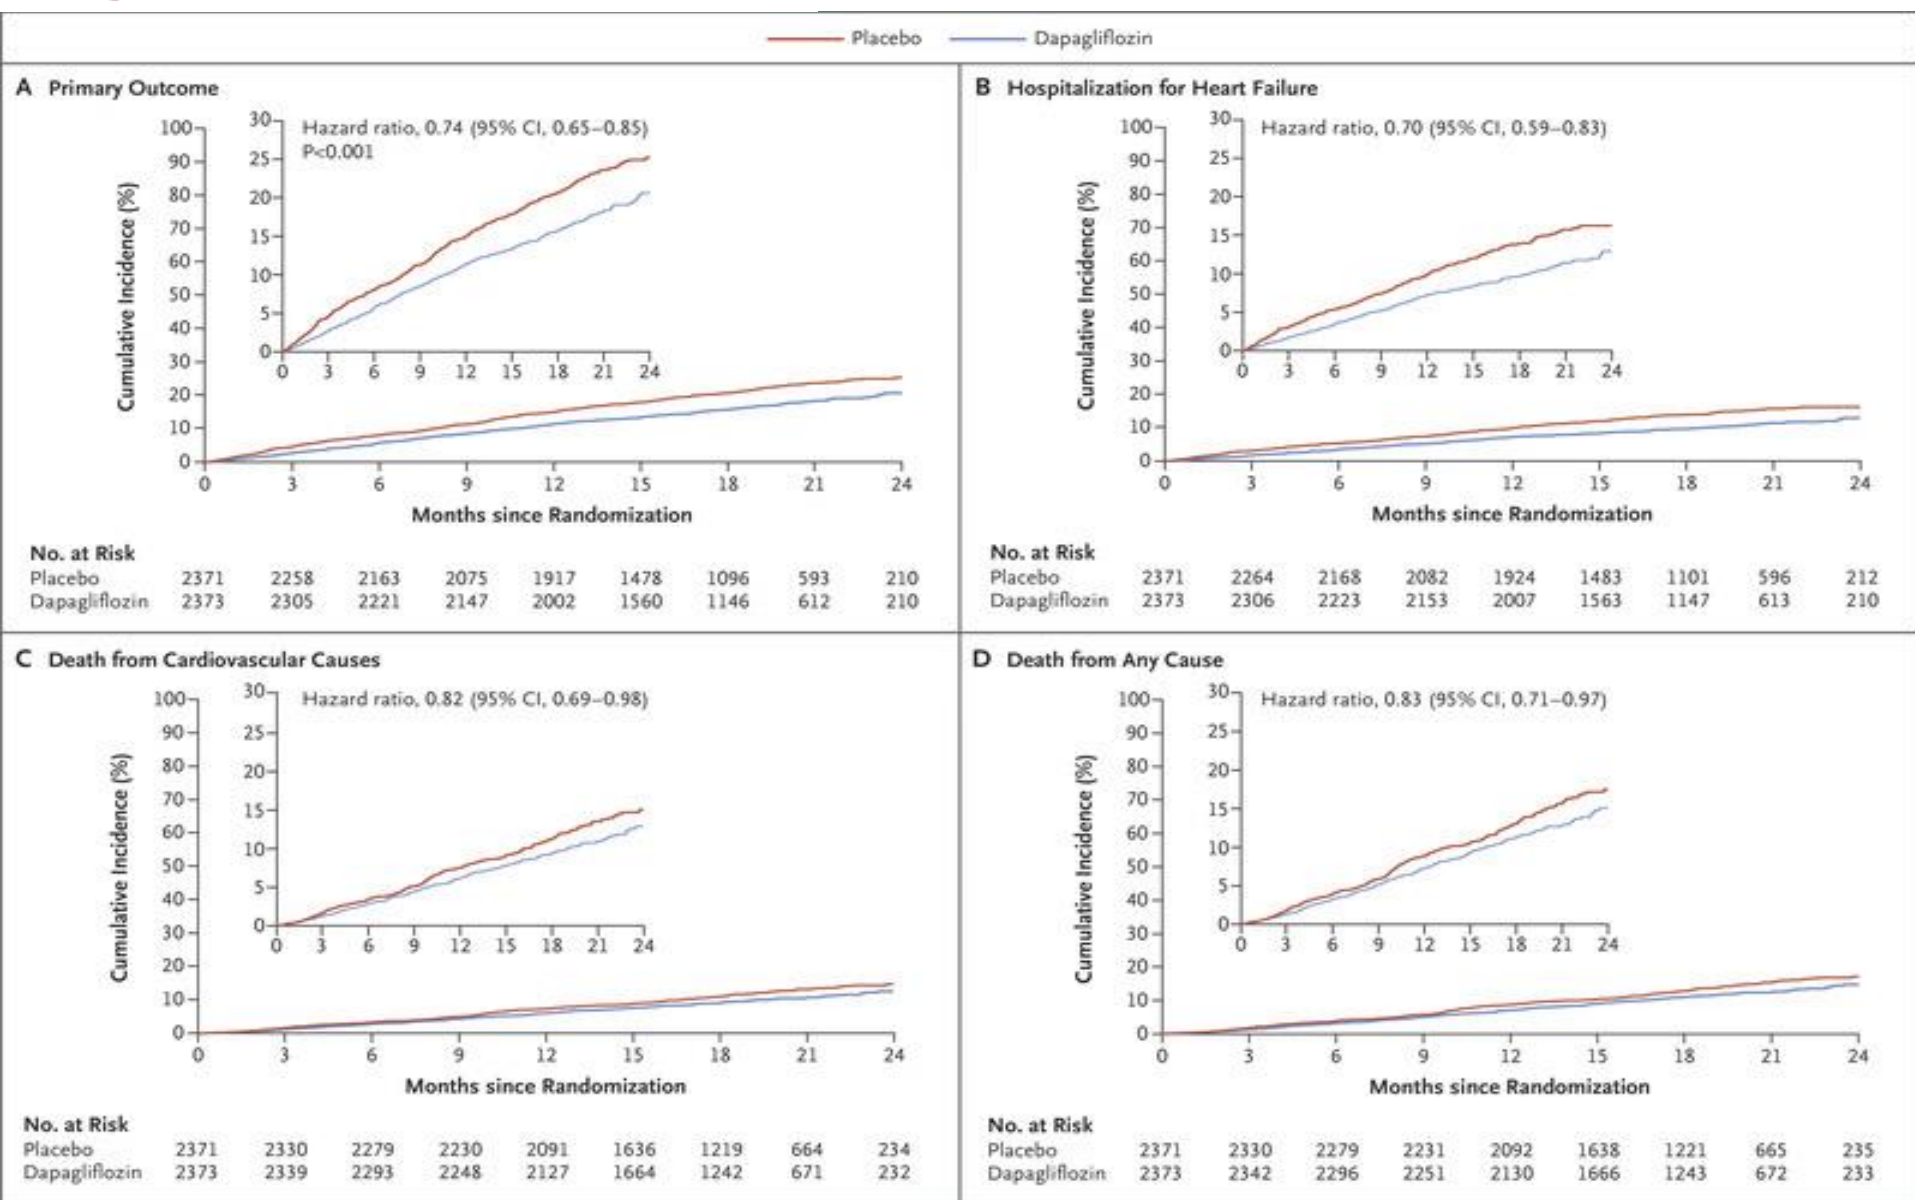 Placebo Dapagliflozin
A Primary Outcome
Hazard ratio, 0.74 (95% CI, 0.65–0.85)
P<0.001
Cumulative Incidence (%)
100
90
80
70
60
50
40
30
20
10
0
30
25
20
15
10
5
0
0 3 6 9 12 15 18 21 24
0 3 6 9 12 15 18 21 24
Months since Randomization
No. at Risk
Placebo 2371 2258 2163 2075 1917 1478 1096 593 210
Dapagliflozin 2373 2305 2221 2147 2002 1560 1146 612 210
B Hospitalization for Heart Failure
Hazard ratio, 0.70 (95% CI, 0.59–0.83)
Cumulative Incidence (%)
100
90
80
70
60
50
40
30
20
10
0
30
25
20
15
10
5
0
0 3 6 9 12 15 18 21 24
0 3 6 9 12 15 18 21 24
Months since Randomization
No. at Risk
Placebo 2371 2264 2168 2082 1924 1483 1101 596 212
Dapagliflozin 2373 2306 2223 2153 2007 1563 1147 613 210
C Death from Cardiovascular Causes
Hazard ratio, 0.82 (95% CI, 0.69–0.98)
Cumulative Incidence (%)
100
90
80
70
60
50
40
30
20
10
0
30
25
20
15
10
5
0
0 3 6 9 12 15 18 21 24
0 3 6 9 12 15 18 21 24
Months since Randomization
No. at Risk
Placebo 2371 2330 2279 2230 2091 1636 1219 664 234
Dapagliflozin 2373 2339 2293 2248 2127 1664 1242 671 232
D Death from Any Cause
Hazard ratio, 0.83 (95% CI, 0.71–0.97)
Cumulative Incidence (%)
100
90
80
70
60
50
40
30
20
10
0
30
25
20
15
10
5
0
0 3 6 9 12 15 18 21 24
0 3 6 9 12 15 18 21 24
Months since Randomization
No. at Risk
Placebo 2371 2330 2279 2231 2092 1638 1221 665 235
Dapagliflozin 2373 2342 2296 2251 2130 1666 1243 672 233